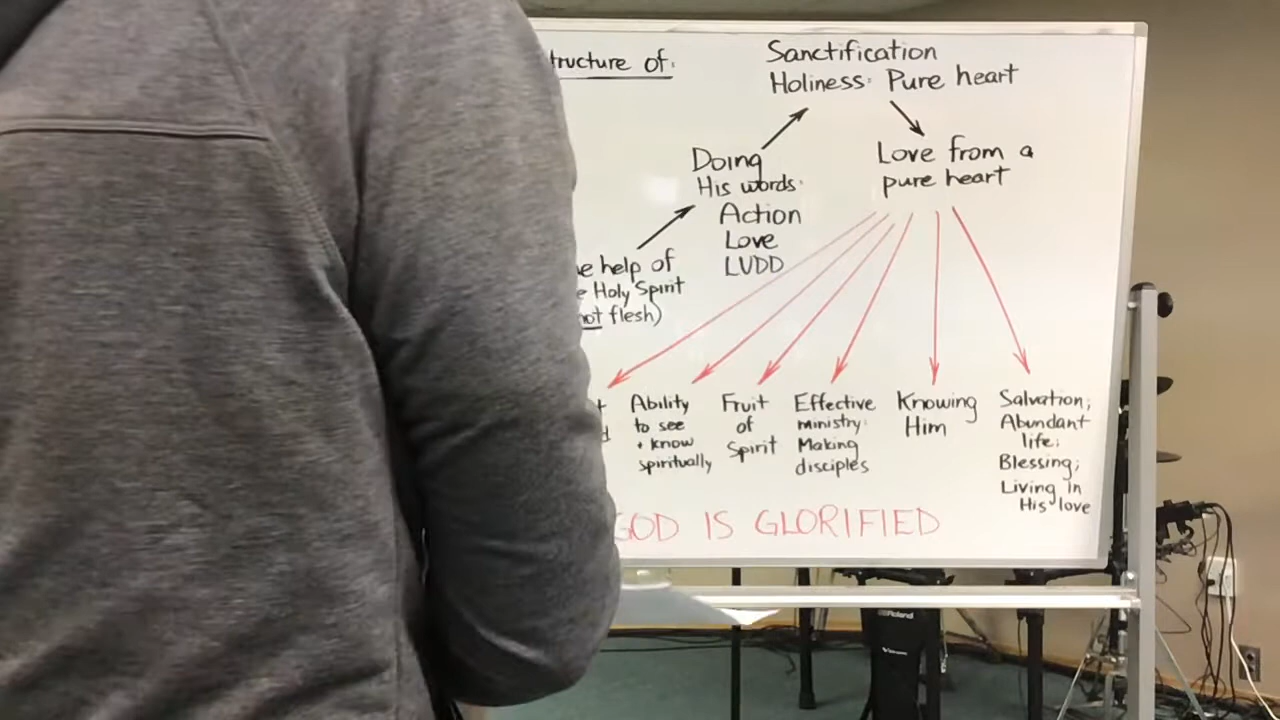 tructure of:
Sanctification
Holiness: Pure heart
Doing
His words:
Action
Love
LUDD
Love from a
pure heart
help of
Holy Spirit
not flesh)
Ability
to see
+ know
spiritually
Fruit
of
Spirit
Effective
ministry:
Making
disciples
Knowing
Him
Salvation;
Abundant
life;
Blessing;
Living in
His love
GOD IS GLORIFIED
Roland